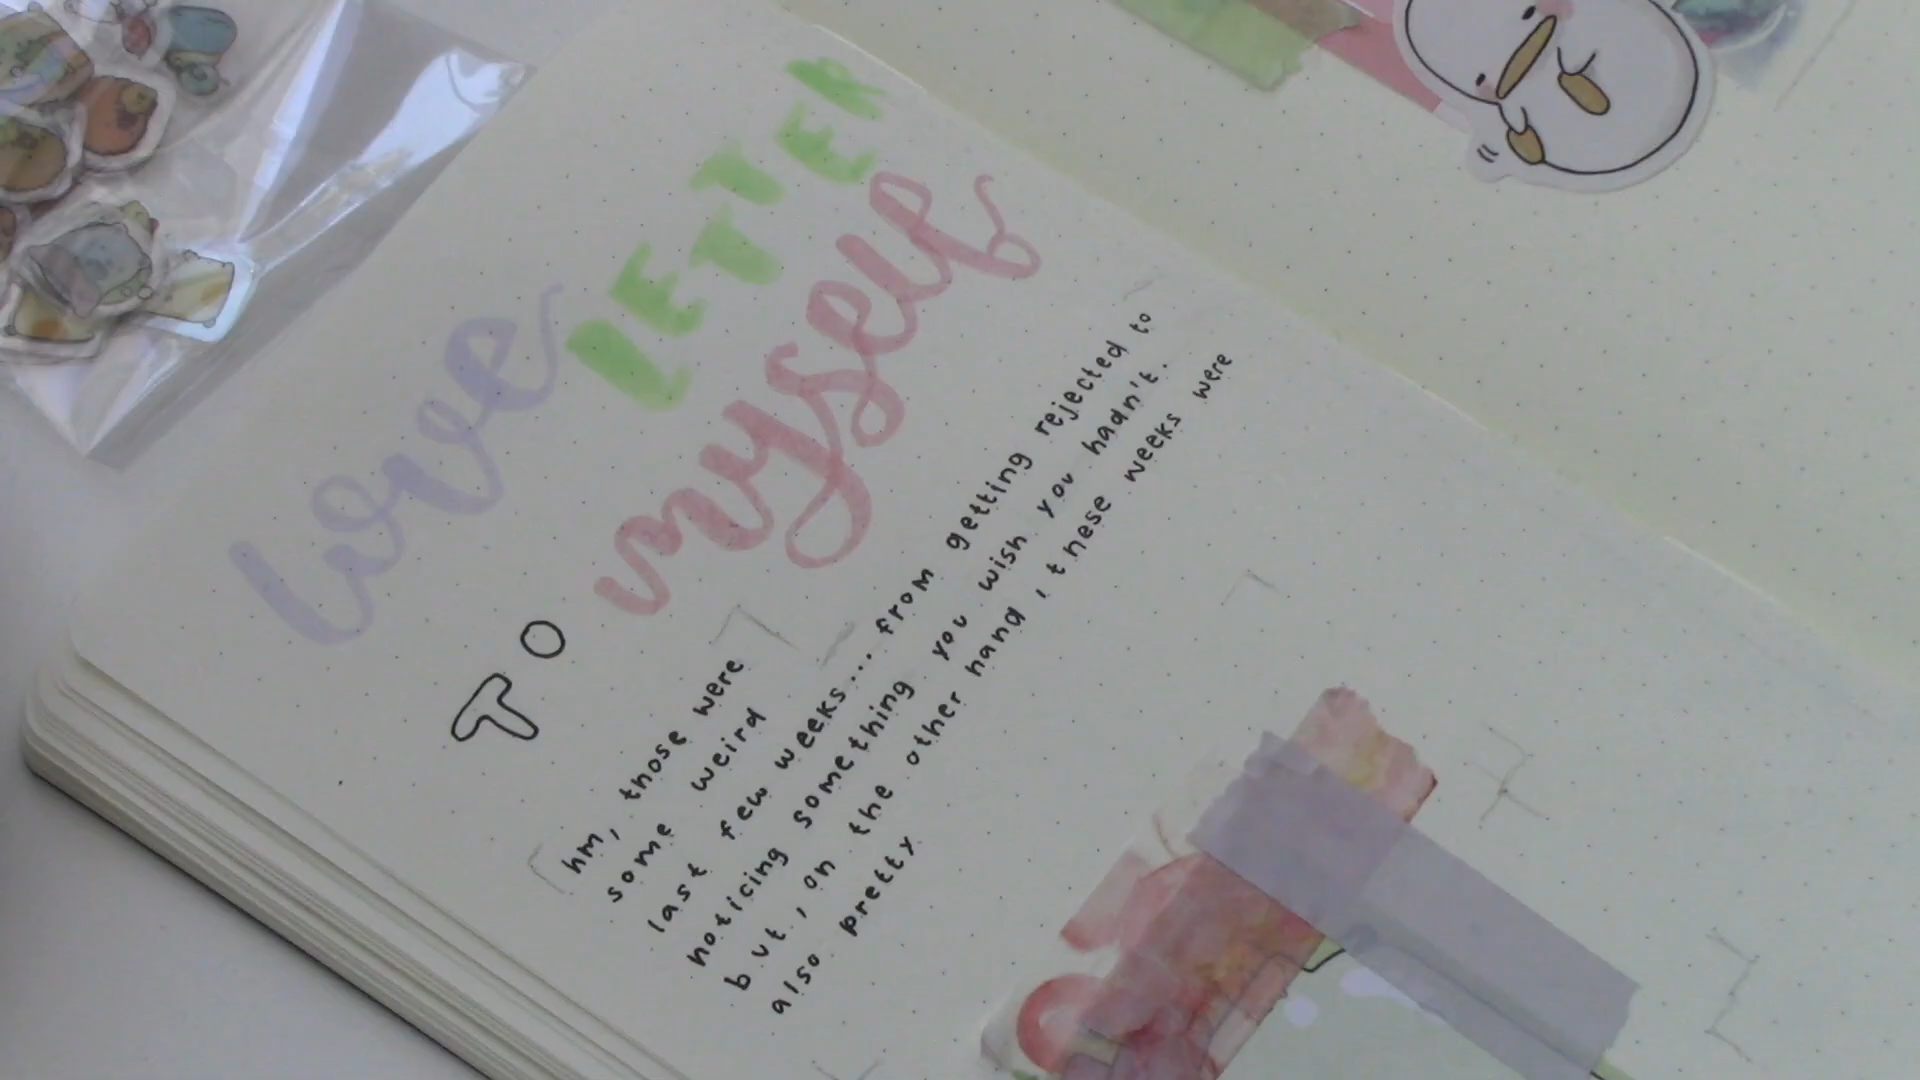 love LETTER
TO myself
hm, those were
some weird
last few weeks... from getting rejected to
noticing something you wish you hadn't.
but, on the other hand, these weeks were
also pretty